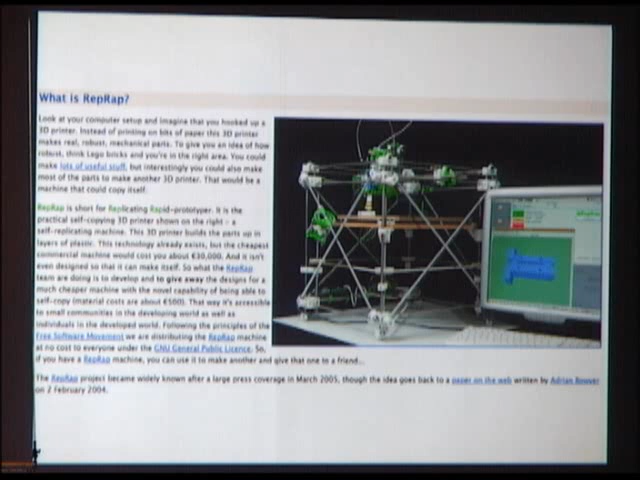 What is RepRap?
Look at your computer setup and imagine that you hooked up a
3D printer. Instead of printing on bits of paper this 3D printer
makes real, robust, mechanical parts. To give you an idea of how
robust, think Lego bricks and you're in the right area. You could
make lots of useful stuff, but interestingly you could also make
most of the parts to make another 3D printer. That would be a
machine that could copy itself.
RepRap is short for Replicating Rapid-prototyper. It is the
practical self-copying 3D printer shown on the right - a
self-replicating machine. This 3D printer builds the parts up in
layers of plastic. This technology already exists, but the cheapest
commercial machine would cost you about €30,000. And it isn't
even designed so that it can make itself. So what the RepRap
team are doing is to develop and to give away the designs for
a much cheaper machine with the novel capability of being able to
self-copy (material costs are about €500). That way it's accessible
to small communities in the developing world as well as
individuals in the developed world. Following the principles of the
Free Software Movement we are distributing the RepRap machine
at no cost to everyone under the GNU General Public Licence. So,
if you have a RepRap machine, you can use it to make another and give that one to a friend...
The RepRap project became widely known after a large press coverage in March 2005, though the idea goes back to a paper on the web written by Adrian Bowyer
on 2 February 2004.